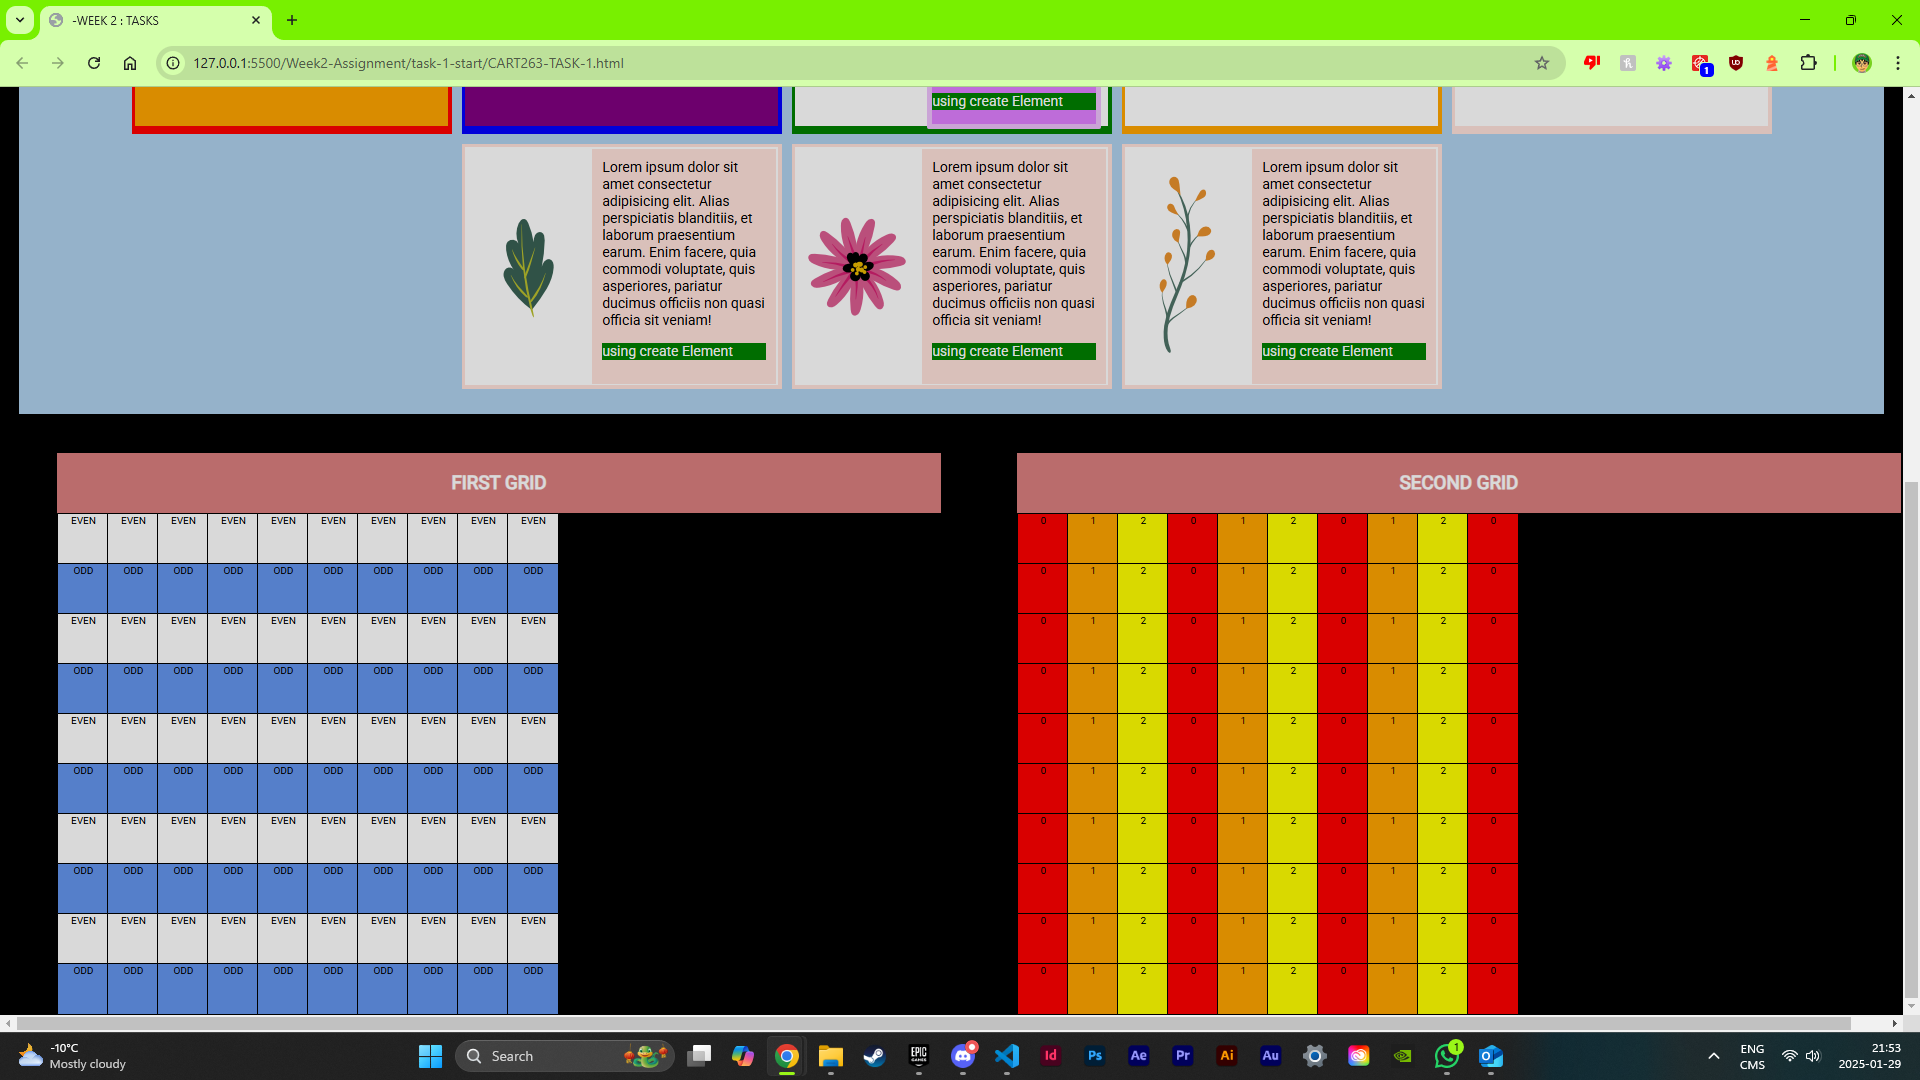 -WEEK 2 : TASKS
127.0.0.1:5500/Week2-Assignment/task-1-start/CART263-TASK-1.html
1
using create Element
Lorem ipsum dolor sit
amet consectetur
adipisicing elit. Alias
perspiciatis blanditiis, et
laborum praesentium
earum. Enim facere, quia
commodi voluptate, quis
asperiores, pariatur
ducimus officiis non quasi
officia sit veniam!
using create Element
Lorem ipsum dolor sit
amet consectetur
adipisicing elit. Alias
perspiciatis blanditiis, et
laborum praesentium
earum. Enim facere, quia
commodi voluptate, quis
asperiores, pariatur
ducimus officiis non quasi
officia sit veniam!
using create Element
Lorem ipsum dolor sit
amet consectetur
adipisicing elit. Alias
perspiciatis blanditiis, et
laborum praesentium
earum. Enim facere, quia
commodi voluptate, quis
asperiores, pariatur
ducimus officiis non quasi
officia sit veniam!
using create Element
FIRST GRID
EVEN EVEN EVEN EVEN EVEN EVEN EVEN EVEN EVEN EVEN
ODD ODD ODD ODD ODD ODD ODD ODD ODD ODD
EVEN EVEN EVEN EVEN EVEN EVEN EVEN EVEN EVEN EVEN
ODD ODD ODD ODD ODD ODD ODD ODD ODD ODD
EVEN EVEN EVEN EVEN EVEN EVEN EVEN EVEN EVEN EVEN
ODD ODD ODD ODD ODD ODD ODD ODD ODD ODD
EVEN EVEN EVEN EVEN EVEN EVEN EVEN EVEN EVEN EVEN
ODD ODD ODD ODD ODD ODD ODD ODD ODD ODD
EVEN EVEN EVEN EVEN EVEN EVEN EVEN EVEN EVEN EVEN
ODD ODD ODD ODD ODD ODD ODD ODD ODD ODD
SECOND GRID
0 1 2 0 1 2 0 1 2 0
0 1 2 0 1 2 0 1 2 0
0 1 2 0 1 2 0 1 2 0
0 1 2 0 1 2 0 1 2 0
0 1 2 0 1 2 0 1 2 0
0 1 2 0 1 2 0 1 2 0
0 1 2 0 1 2 0 1 2 0
0 1 2 0 1 2 0 1 2 0
0 1 2 0 1 2 0 1 2 0
0 1 2 0 1 2 0 1 2 0
-10°C
Mostly cloudy
Search
EPIC
GAMES
Id
Ps
Ae
Pr
Ai
Au
1
ENG
CMS
21:53
2025-01-29